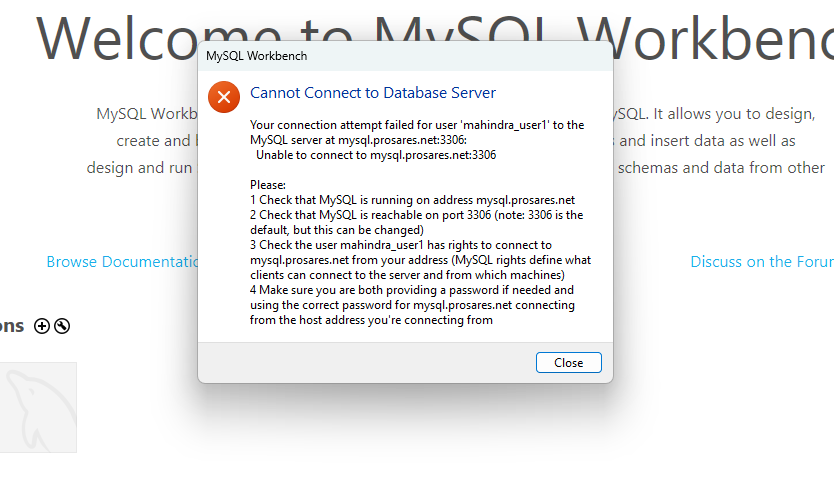 Welcome to MySQL Workbenc
MySQL Workbench
Cannot Connect to Database Server
MySQL Workb
ySQL. It allows you to design,
create and
and insert data as well as
design and run
schemas and data from other
Your connection attempt failed for user 'mahindra_user1' to the
MySQL server at mysql.prosares.net:3306:
Unable to connect to mysql.prosares.net:3306
Please:
1 Check that MySQL is running on address mysql.prosares.net
2 Check that MySQL is reachable on port 3306 (note: 3306 is the
default, but this can be changed)
3 Check the user mahindra_user1 has rights to connect to
mysql.prosares.net from your address (MySQL rights define what
clients can connect to the server and from which machines)
4 Make sure you are both providing a password if needed and
using the correct password for mysql.prosares.net connecting
from the host address you're connecting from
Browse Documentatio
Discuss on the Forum
ons
Close